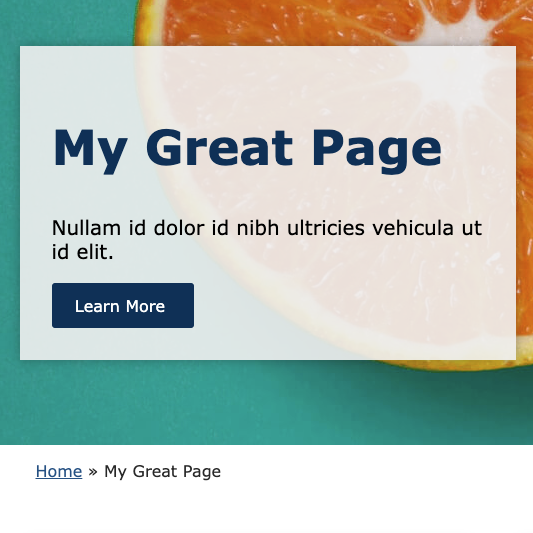 My Great Page
Nullam id dolor id nibh ultricies vehicula ut
id elit.
Learn More
Home » My Great Page